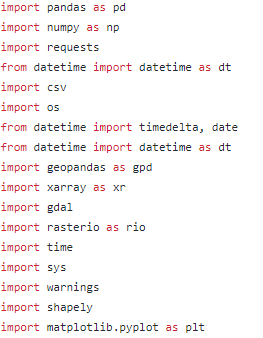 import pandas as pd
import numpy as np
import requests
from datetime import datetime as dt
import csv
import os
from datetime import timedelta, date
from datetime import datetime as dt
import geopandas as gpd
import xarray as xr
import gdal
import rasterio as rio
import time
import sys
import warnings
import shapely
import matplotlib.pyplot as plt